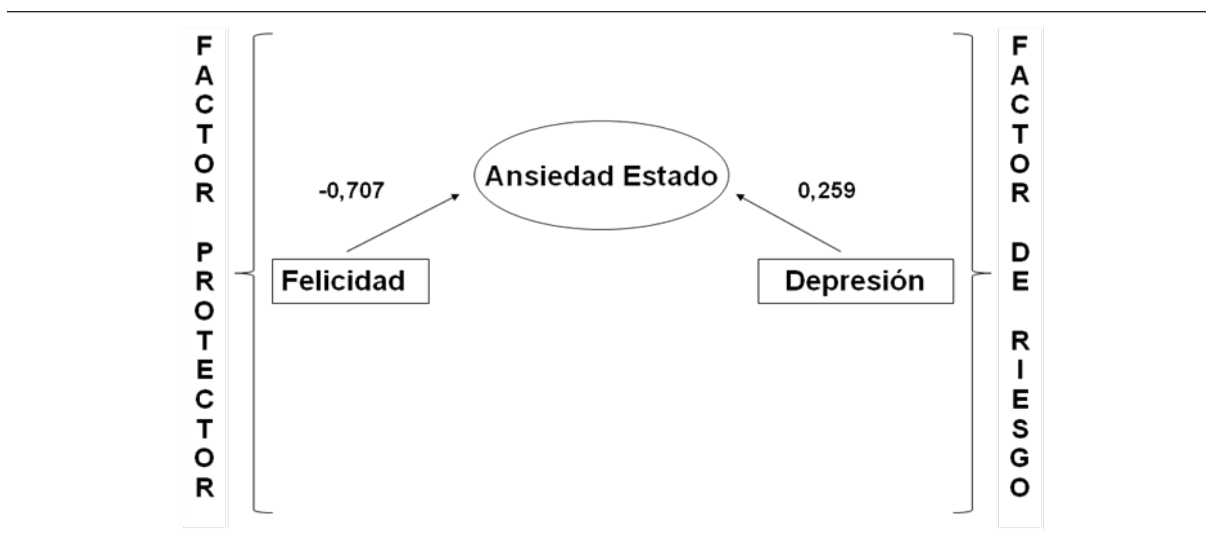 FACTOR PROTECTOR
Ansiedad Estado
-0,707
0,259
Felicidad
Depresión
FACTOR DE RIESGO